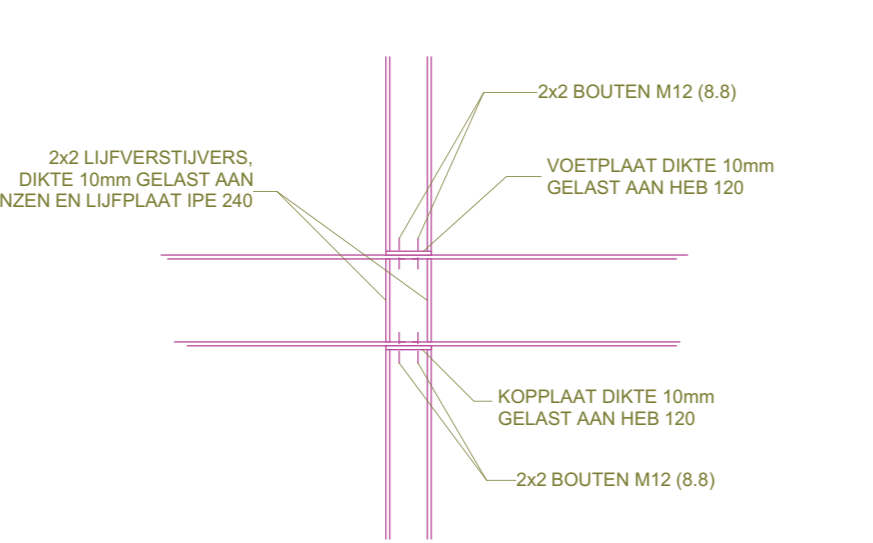 2x2 BOUTEN M12 (8.8)
2x2 LIJFVERSTIJVERS,
DIKTE 10mm GELAST AAN
NZEN EN LIJFPLAAT IPE 240
VOETPLAAT DIKTE 10mm
GELAST AAN HEB 120
KOPPLAAT DIKTE 10mm
GELAST AAN HEB 120
2x2 BOUTEN M12 (8.8)